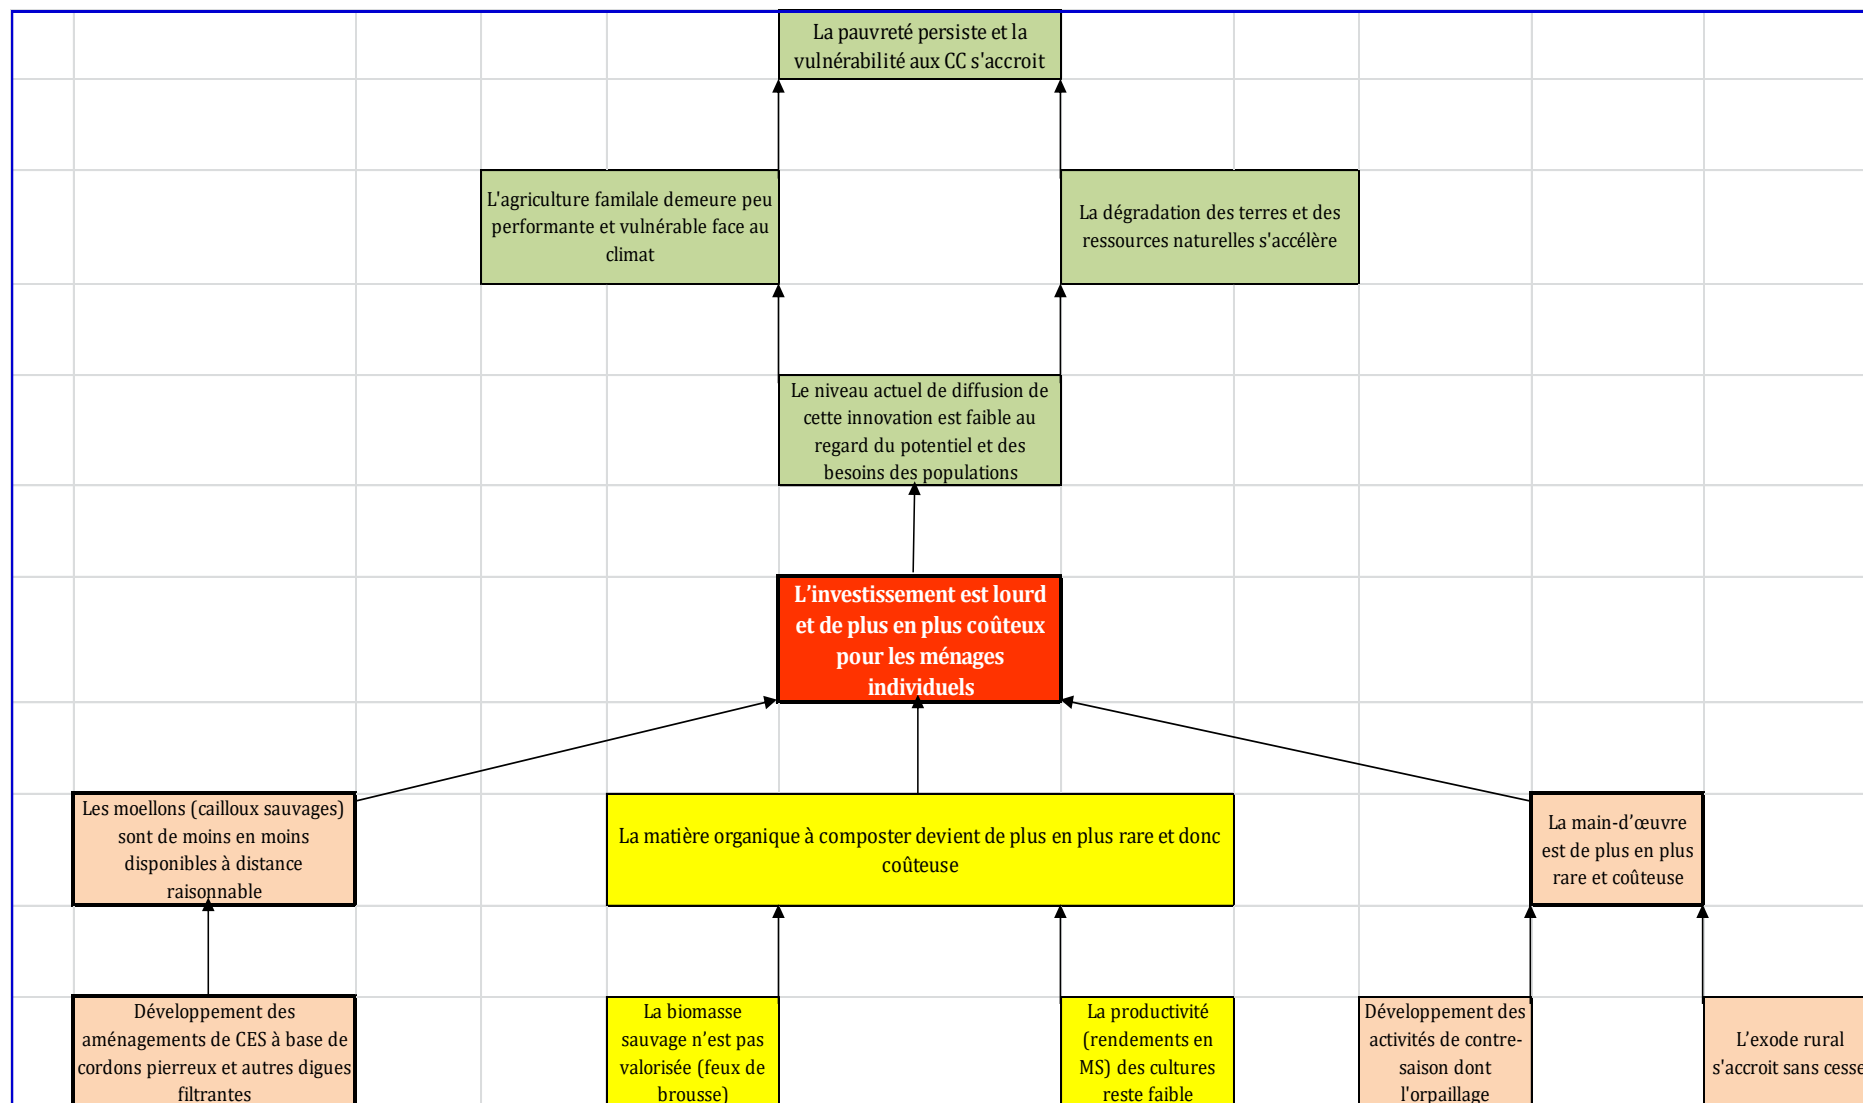 La pauvreté persiste et la
vulnérabilité aux CC s'accroit
L'agriculture familale demeure peu
performante et vulnérable face au
climat
La dégradation des terres et des
ressources naturelles s'accélère
Le niveau actuel de diffusion de
cette innovation est faible au
regard du potentiel et des
besoins des populations
L'investissement est lourd
et de plus en plus coûteux
pour les ménages
individuels
Les moellons (cailloux sauvages)
sont de moins en moins
disponibles à distance
raisonnable
La matière organique à composter devient de plus en plus rare et donc
coûteuse
La main-d'œuvre
est de plus en plus
rare et coûteuse
Développement des
aménagements de CES à base de
cordons pierreux et autres digues
filtrantes
La biomasse
sauvage n'est pas
valorisée (feux de
brousse)
La productivité
(rendements en
MS) des cultures
reste faible
Développement des
activités de contre-
saison dont
l'orpaillage
L'exode rural
s'accroit sans cesse